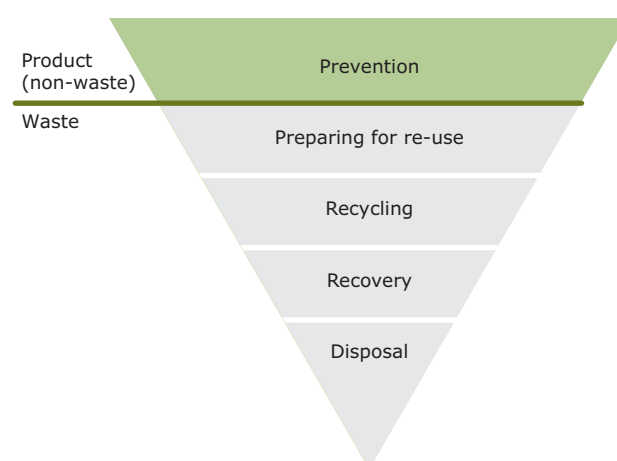 Product
(non-waste)
Prevention
Waste
Preparing for re-use
Recycling
Recovery
Disposal